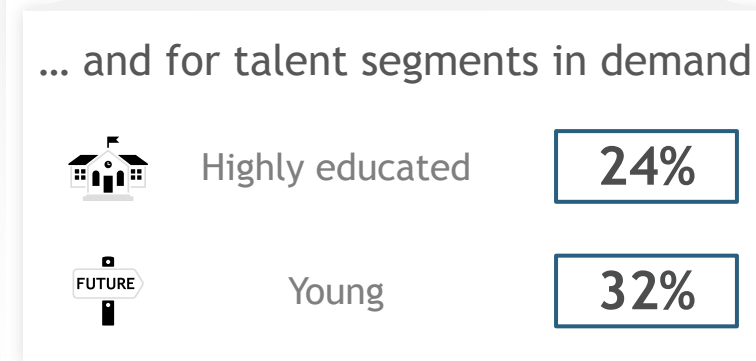 … and for talent segments in demand
Highly educated
24%
FUTURE
Young
32%